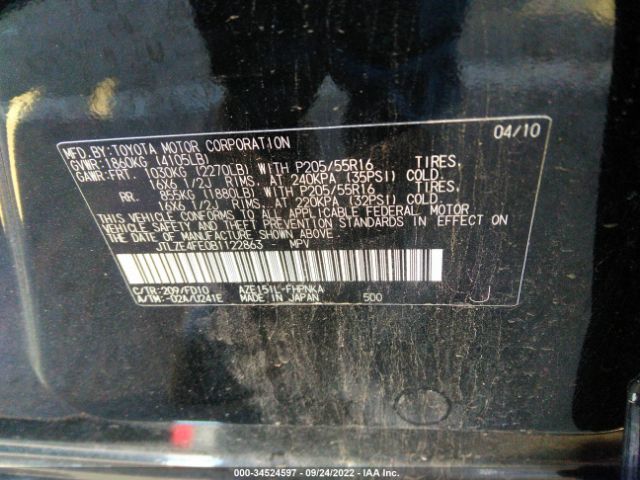 MFD.BY:TOYOTA MOTOR CORPORATION 04/10
GVWR:1860KG (4105LB)
GAWR:FRT. 1030KG (2270LB) WITH P205/55R16 TIRES,
16X6 1/2J RIMS, AT 240KPA (35PSI) COLD.
RR. 855KG (1880LB) WITH P205/55R16 TIRES,
16X6 1/2J RIMS, AT 220KPA (32PSI) COLD.
THIS VEHICLE CONFORMS TO ALL APPLICABLE FEDERAL MOTOR
VEHICLE SAFETY STANDARDS IN EFFECT ON
THE DATE OF MANUFACTURE SHOWN ABOVE.
JTLZE4FE0B1122863 MPV
C/TR:209/FD10 AZE151L-FHPNKA
A/TM:-02A/U241E MADE IN JAPAN 500 J
000-34524597 - 09/24/2022 - IAA Inc.